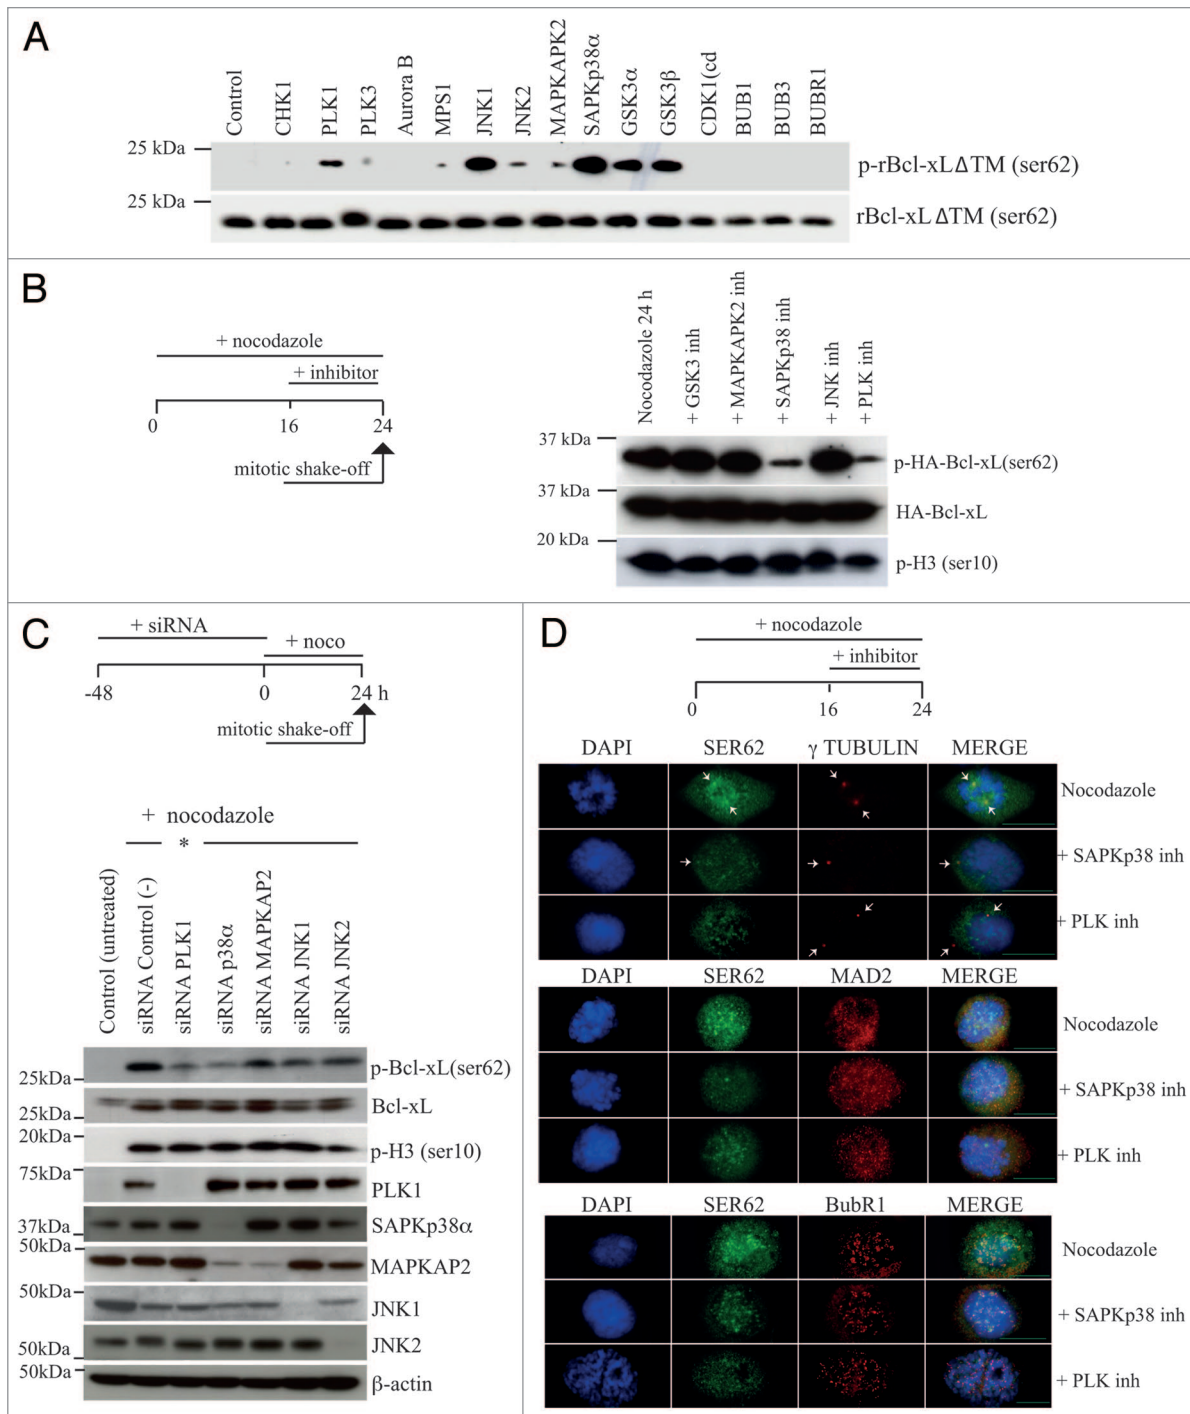 A
Control
CHK1
PLK1
PLK3
Aurora B
MPS1
JNK1
JNK2
MAPKAPK2
SAPKp38α
GSK3α
GSK3β
CDK1(cd
BUB1
BUB3
BUBR1
25 kDa
p-rBcl-xLΔTM (ser62)
25 kDa
rBcl-xL ΔTM (ser62)
B
+ nocodazole
+ inhibitor
0 16 24
mitotic shake-off
Nocodazole 24 h
+ GSK3 inh
+ MAPKAPK2 inh
+ SAPKp38 inh
+ JNK inh
+ PLK inh
37 kDa
p-HA-Bcl-xL(ser62)
37 kDa
HA-Bcl-xL
20 kDa
p-H3 (ser10)
C
+ siRNA
+ noco
-48 0 24 h
mitotic shake-off
+ nocodazole
*
Control (untreated)
siRNA Control (-)
siRNA PLK1
siRNA p38α
siRNA MAPKAP2
siRNA JNK1
siRNA JNK2
25kDa
p-Bcl-xL(ser62)
25kDa
Bcl-xL
20kDa
p-H3 (ser10)
75kDa
PLK1
37kDa
SAPKp38α
50kDa
MAPKAP2
50kDa
JNK1
50kDa
JNK2
50kDa
β-actin
D
+ nocodazole
+ inhibitor
0 16 24
DAPI SER62 γ TUBULIN MERGE
Nocodazole
+ SAPKp38 inh
+ PLK inh
SER62 MAD2 MERGE
Nocodazole
+ SAPKp38 inh
+ PLK inh
DAPI SER62 BubR1 MERGE
Nocodazole
+ SAPKp38 inh
+ PLK inh